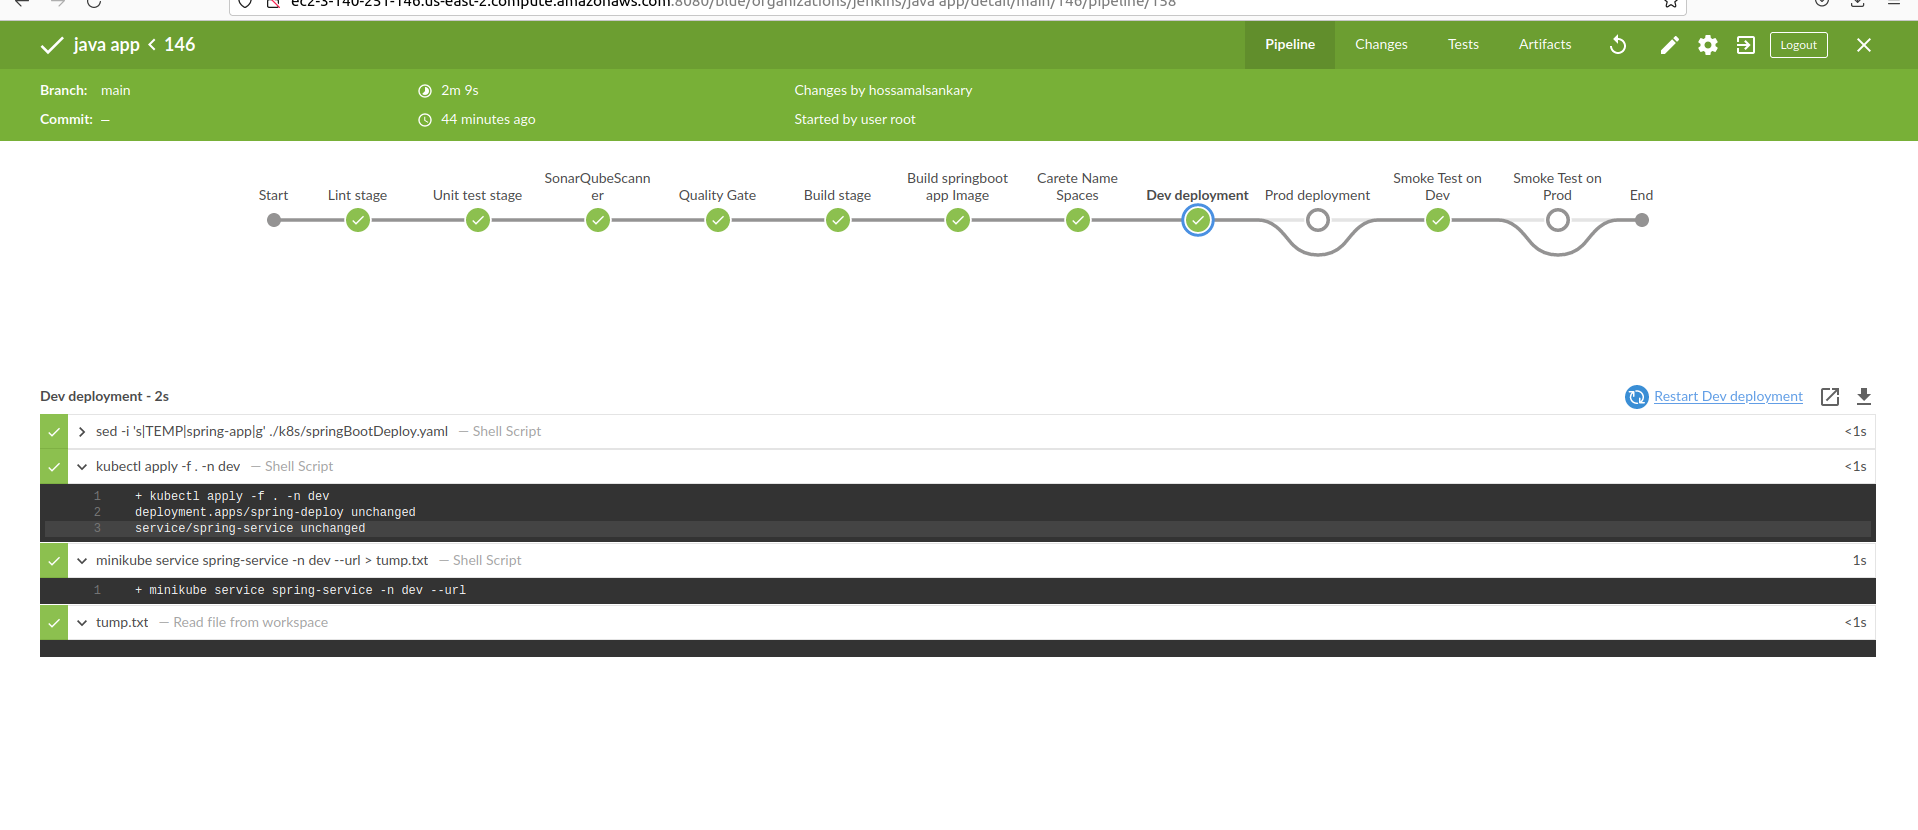 ec2-3-140-251-146.us-east-2.compute.amazonaws.com:8080/blue/organizations/jenkins/java app/detail/main/146/pipeline/158
java app < 146
Pipeline
Changes
Tests
Artifacts
Logout
Branch: main
2m 9s
Changes by hossamalsankary
Commit: –
44 minutes ago
Started by user root
Start
Lint stage
Unit test stage
SonarQubeScann
er
Quality Gate
Build stage
Build springboot
app Image
Carete Name
Spaces
Dev deployment
Prod deployment
Smoke Test on
Dev
Smoke Test on
Prod
End
Dev deployment - 2s
Restart Dev deployment
sed -i 's|TEMP|spring-app|g' ./k8s/springBootDeploy.yaml — Shell Script <1s
kubectl apply -f . -n dev — Shell Script <1s
1 + kubectl apply -f . -n dev
2 deployment.apps/spring-deploy unchanged
3 service/spring-service unchanged
minikube service spring-service -n dev --url > tump.txt — Shell Script 1s
1 + minikube service spring-service -n dev --url
tump.txt — Read file from workspace <1s